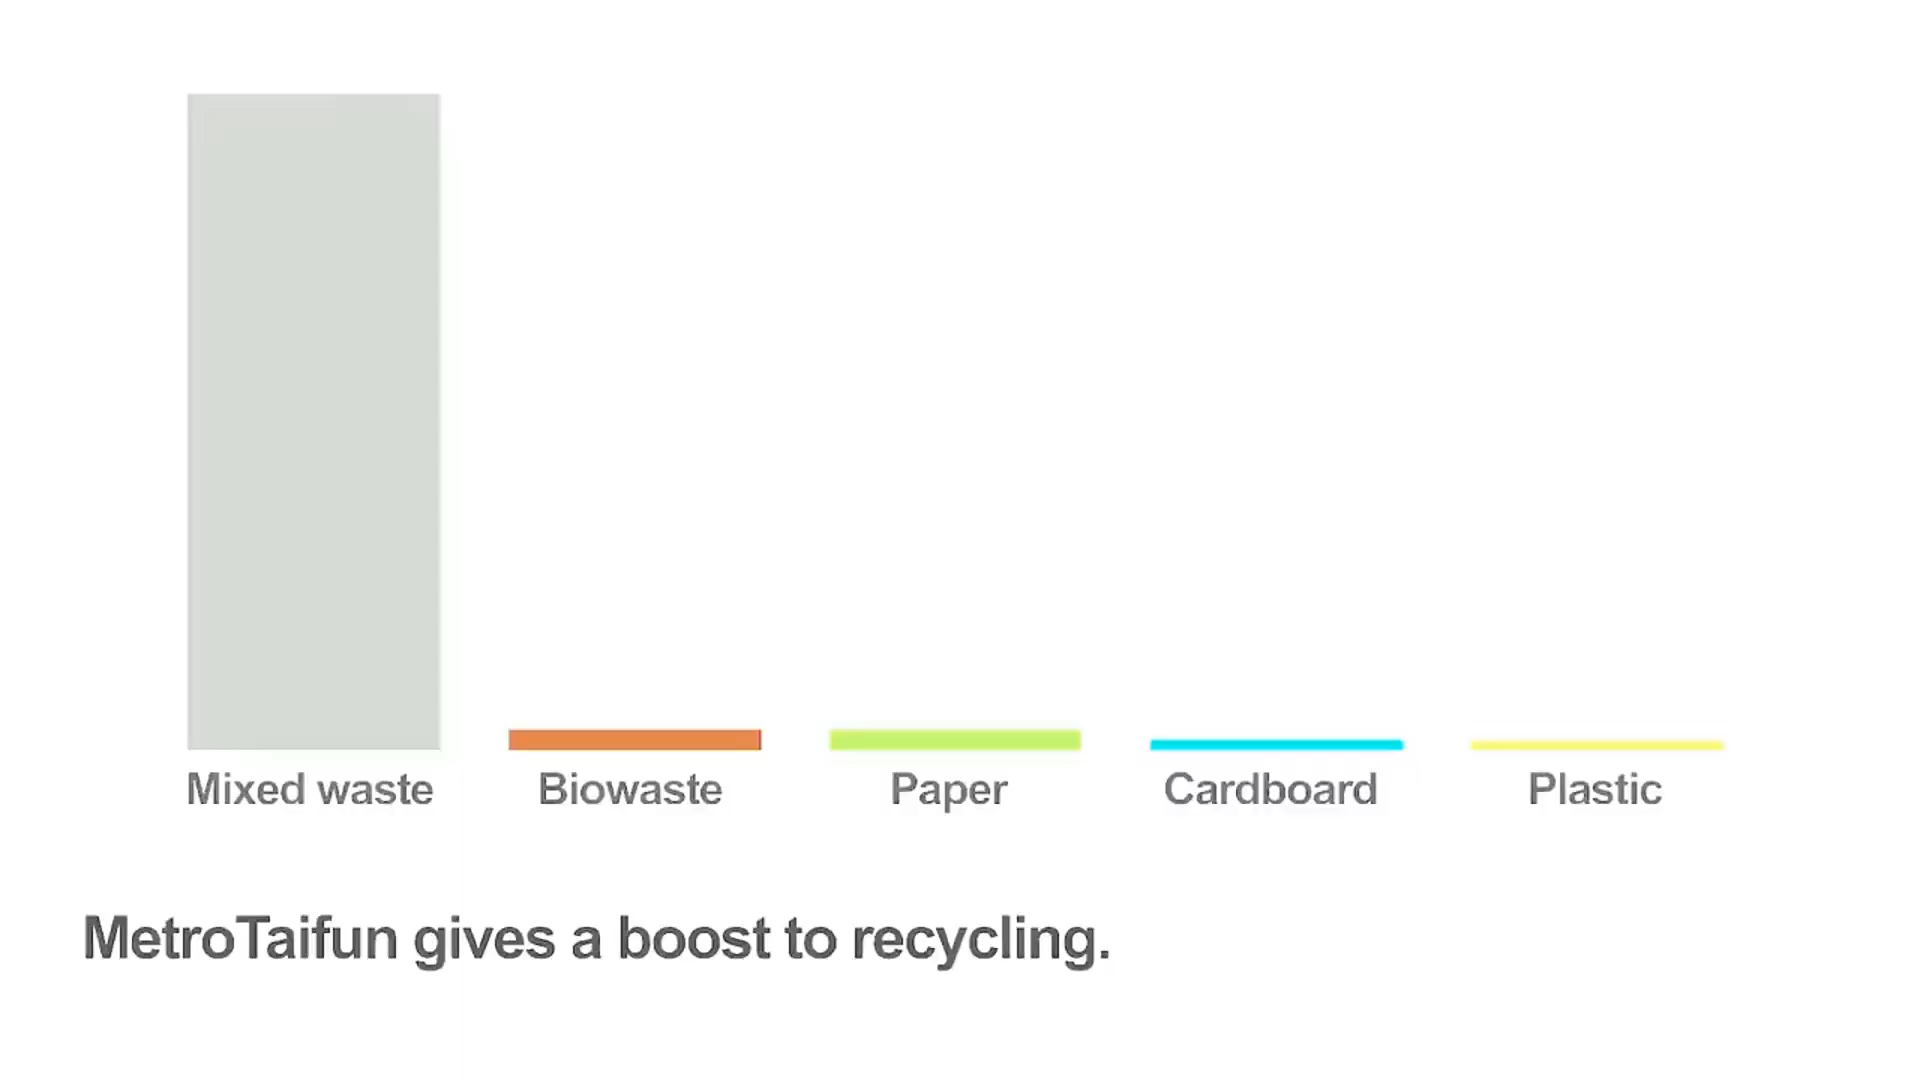 Mixed waste
Biowaste
Paper
Cardboard
Plastic
MetroTaifun gives a boost to recycling.